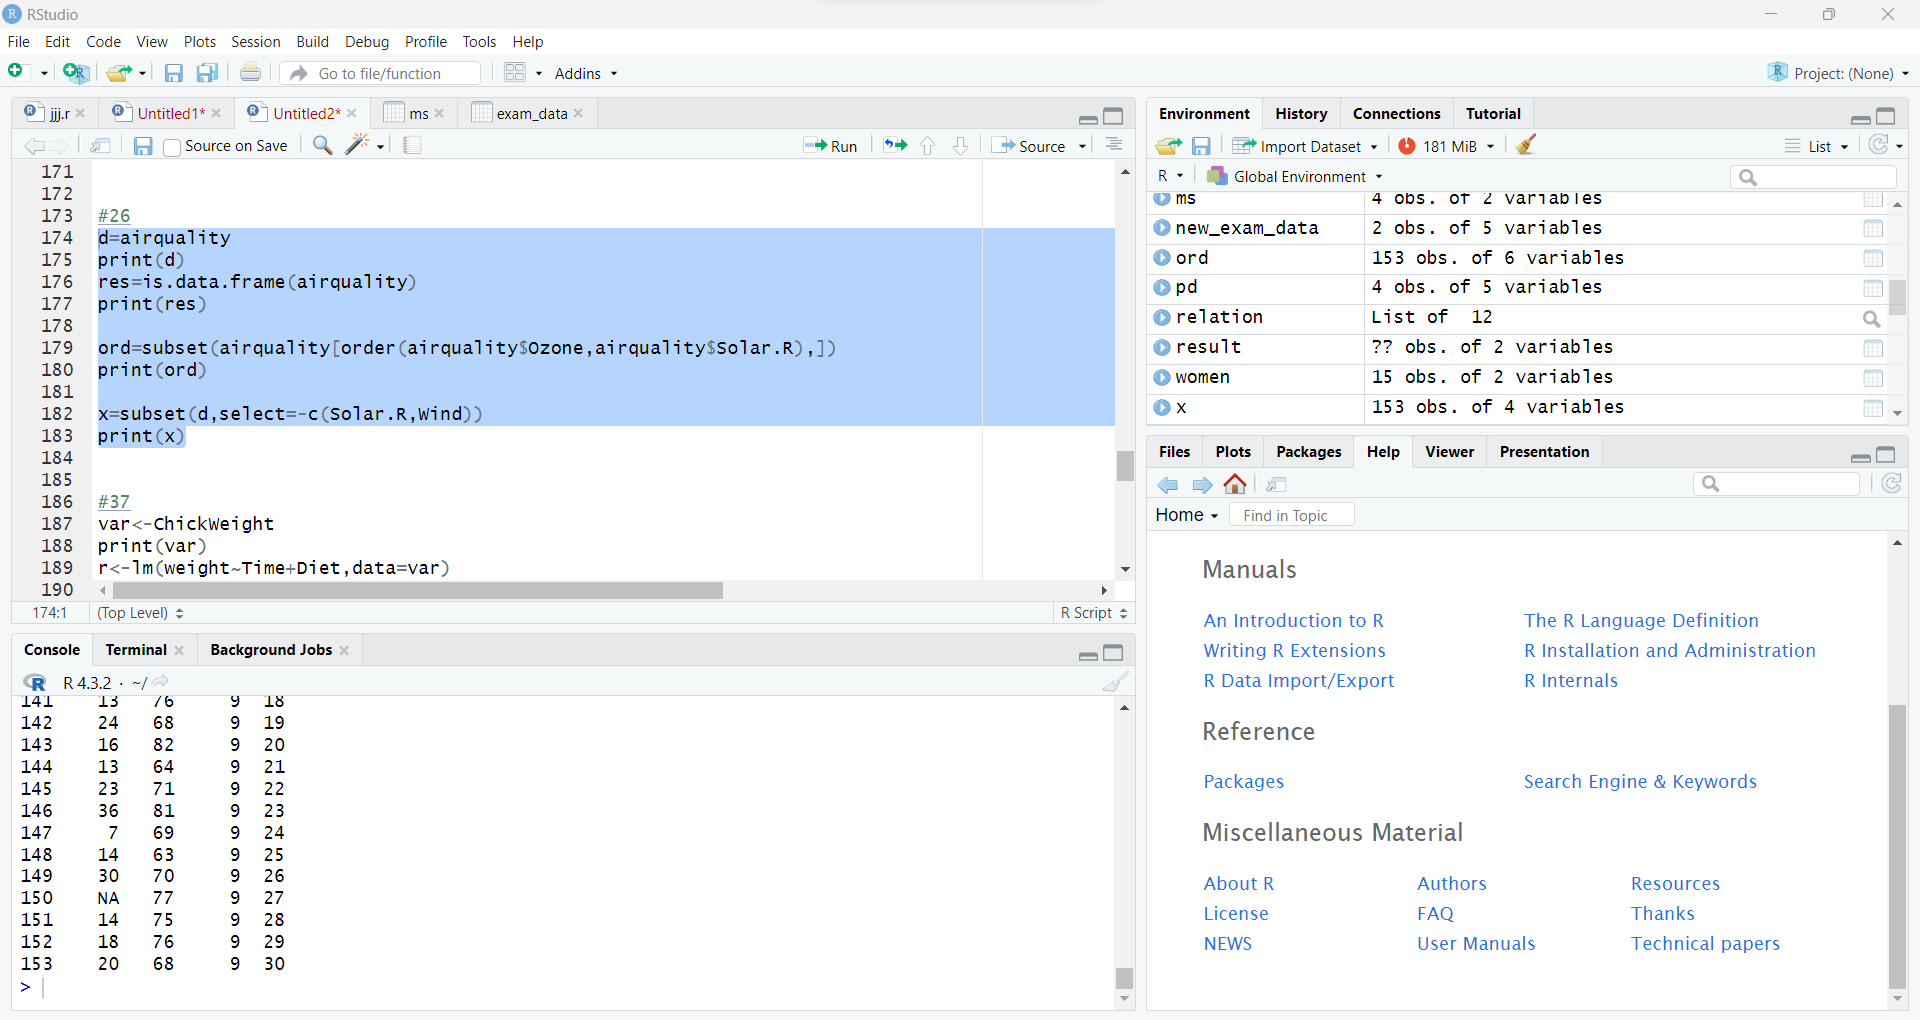 RStudio
File Edit Code View Plots Session Build Debug Profile Tools Help
Go to file/function Addins Project: (None)
jjj.r Untitled1* Untitled2* ms exam_data
Source on Save Run Source
171
172
173 #26
174 d=airquality
175 print(d)
176 res=is.data.frame(airquality)
177 print(res)
178
179 ord=subset(airquality[order(airquality$Ozone,airquality$Solar.R),])
180 print(ord)
181
182 x=subset(d,select=-c(Solar.R,Wind))
183 print(x)
184
185
186 #37
187 var<-ChickWeight
188 print(var)
189 r<-lm(weight~Time+Diet,data=var)
190
174:1 (Top Level) R Script
Console Terminal Background Jobs
R 4.3.2 · ~/
141 13 76 9 18
142 24 68 9 19
143 16 82 9 20
144 13 64 9 21
145 23 71 9 22
146 36 81 9 23
147 7 69 9 24
148 14 63 9 25
149 30 70 9 26
150 NA 77 9 27
151 14 75 9 28
152 18 76 9 29
153 20 68 9 30
>
Environment History Connections Tutorial
Import Dataset 181 MiB List
R Global Environment
ms 4 obs. of 2 variables
new_exam_data 2 obs. of 5 variables
ord 153 obs. of 6 variables
pd 4 obs. of 5 variables
relation List of 12
result ?? obs. of 2 variables
women 15 obs. of 2 variables
x 153 obs. of 4 variables
Files Plots Packages Help Viewer Presentation
Home Find in Topic
Manuals
An Introduction to R The R Language Definition
Writing R Extensions R Installation and Administration
R Data Import/Export R Internals
Reference
Packages Search Engine & Keywords
Miscellaneous Material
About R Authors Resources
License FAQ Thanks
NEWS User Manuals Technical papers